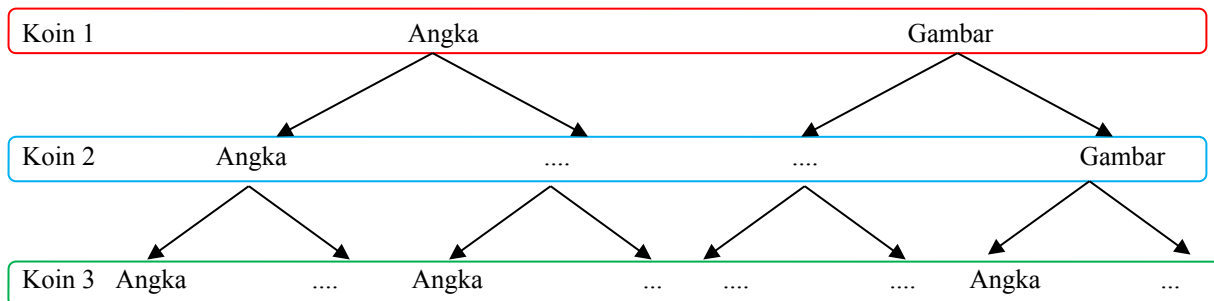 Koin 1 Angka Gambar
Koin 2 Angka .... .... Gambar
Koin 3 Angka .... Angka ... .... .... Angka ...